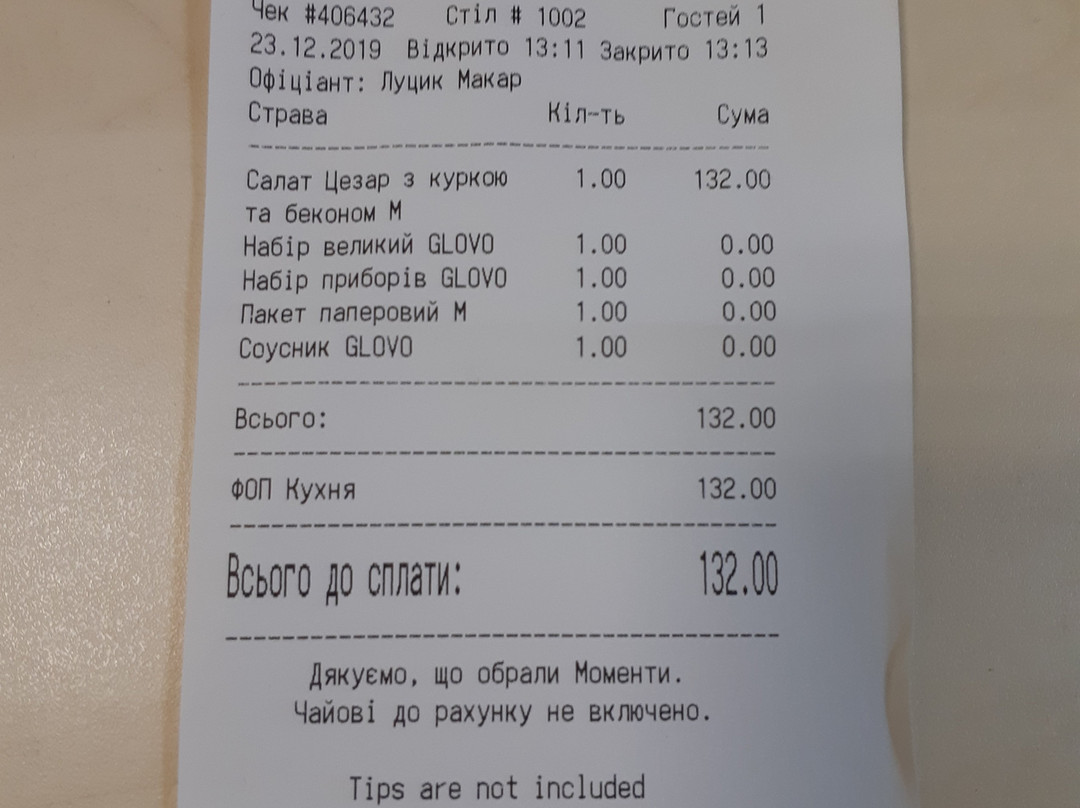 Чек #406432 Стіл # 1002 Гостей 1
23.12.2019 Відкрито 13:11 Закрито 13:13
Офіціант: Луцик Макар
Страва Кіл-ть Сума
Салат Цезар з куркою 1.00 132.00
та беконом М
Набір великий GLOVO 1.00 0.00
Набір приборів GLOVO 1.00 0.00
Пакет паперовий М 1.00 0.00
Соусник GLOVO 1.00 0.00
Всього: 132.00
ФОП Кухня 132.00
Всього до сплати: 132.00
Дякуємо, що обрали Моменти.
Чайові до рахунку не включено.
Tips are not included